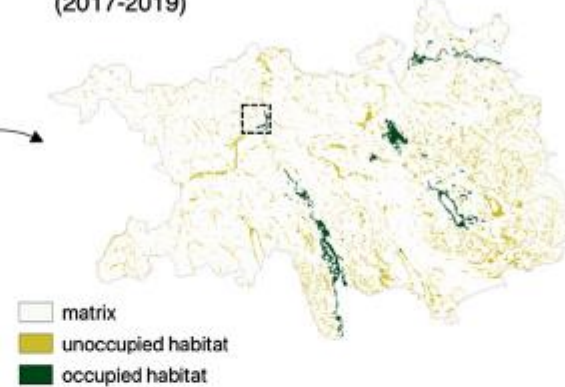 (2017-2019)
matrix
unoccupied habitat
occupied habitat